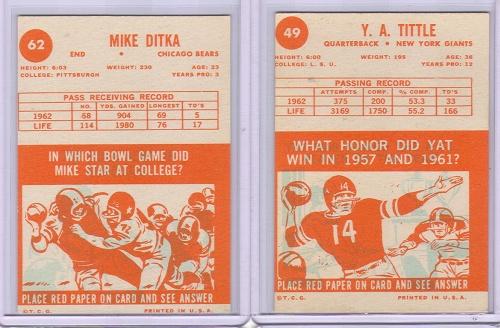 62
MIKE DITKA
END • CHICAGO BEARS
HEIGHT: 6:03 WEIGHT: 230 AGE: 23
COLLEGE: PITTSBURGH YEARS PRO: 2
PASS RECEIVING RECORD
NO. YDS. GAINED LONGEST TD'S
1962 68 904 69 5
LIFE 114 1980 76 17
IN WHICH BOWL GAME DID
MIKE STAR AT COLLEGE?
PLACE RED PAPER ON CARD AND SEE ANSWER
©T.C.G. PRINTED IN U.S.A.
49
Y. A. TITTLE
QUARTERBACK • NEW YORK GIANTS
HEIGHT: 6:00 WEIGHT: 195 AGE: 36
COLLEGE: L. S. U. YEARS PRO: 12
PASSING RECORD
ATTEMPTS COMP. % COMP. TD'S
1962 375 200 53.3 33
LIFE 3169 1750 55.2 166
WHAT HONOR DID YAT
WIN IN 1957 AND 1961?
14
14
PLACE RED PAPER ON CARD AND SEE ANSWER
©T.C.G. PRINTED IN U.S.A.